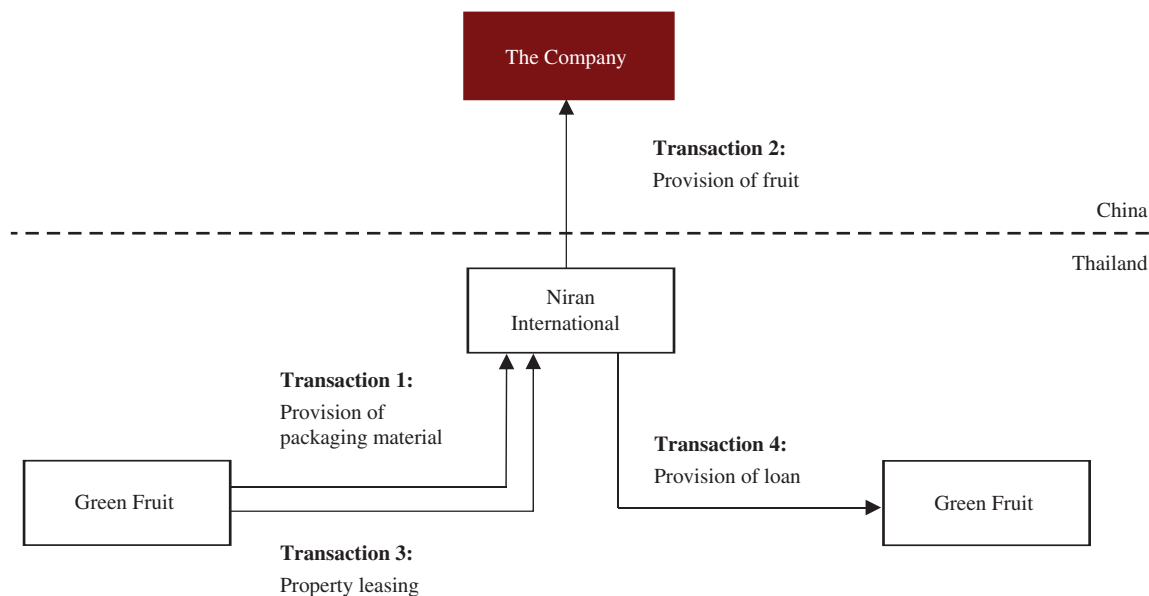 The Company
Transaction 2:
Provision of fruit
China
Thailand
Niran
International
Transaction 1:
Provision of
packaging material
Transaction 4:
Provision of loan
Green Fruit
Green Fruit
Transaction 3:
Property leasing